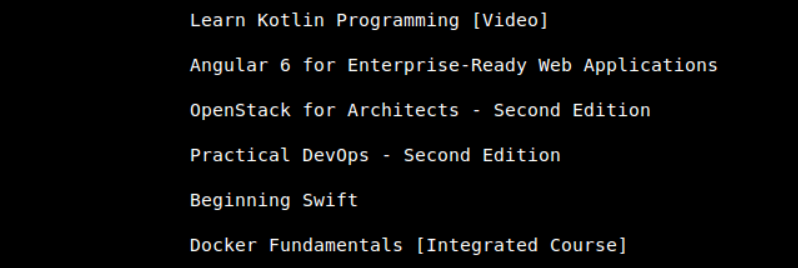 Learn Kotlin Programming [Video]
Angular 6 for Enterprise-Ready Web Applications
OpenStack for Architects - Second Edition
Practical DevOps - Second Edition
Beginning Swift
Docker Fundamentals [Integrated Course]